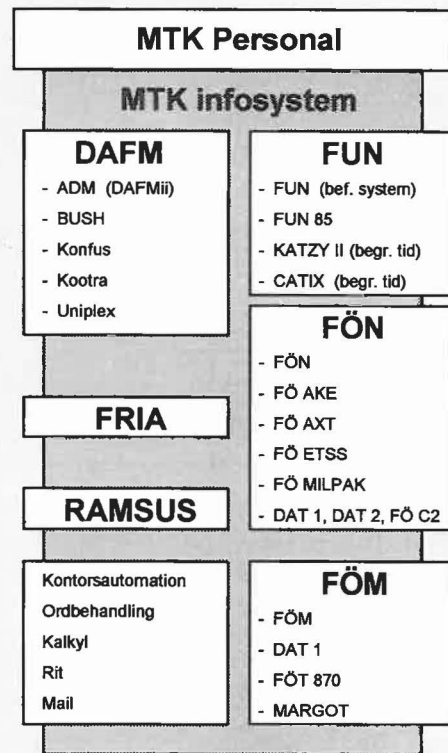 MTK Personal
MTK infosystem
DAFM
- ADM (DAFMii)
- BUSH
- Konfus
- Kootra
- Uniplex
FRIA
RAMSUS
Kontorsautomation
Ordbehandling
Kalkyl
Rit
Mail
FUN
- FUN (bef. system)
- FUN 85
- KATZY II (begr. tid)
- CATIX (begr. tid)
FÖN
- FÖN
- FÖ AKE
- FÖ AXT
- FÖ ETSS
- FÖ MILPAK
- DAT 1, DAT 2, FÖ C2
FÖM
- FÖM
- DAT 1
- FÖT 870
- MARGOT